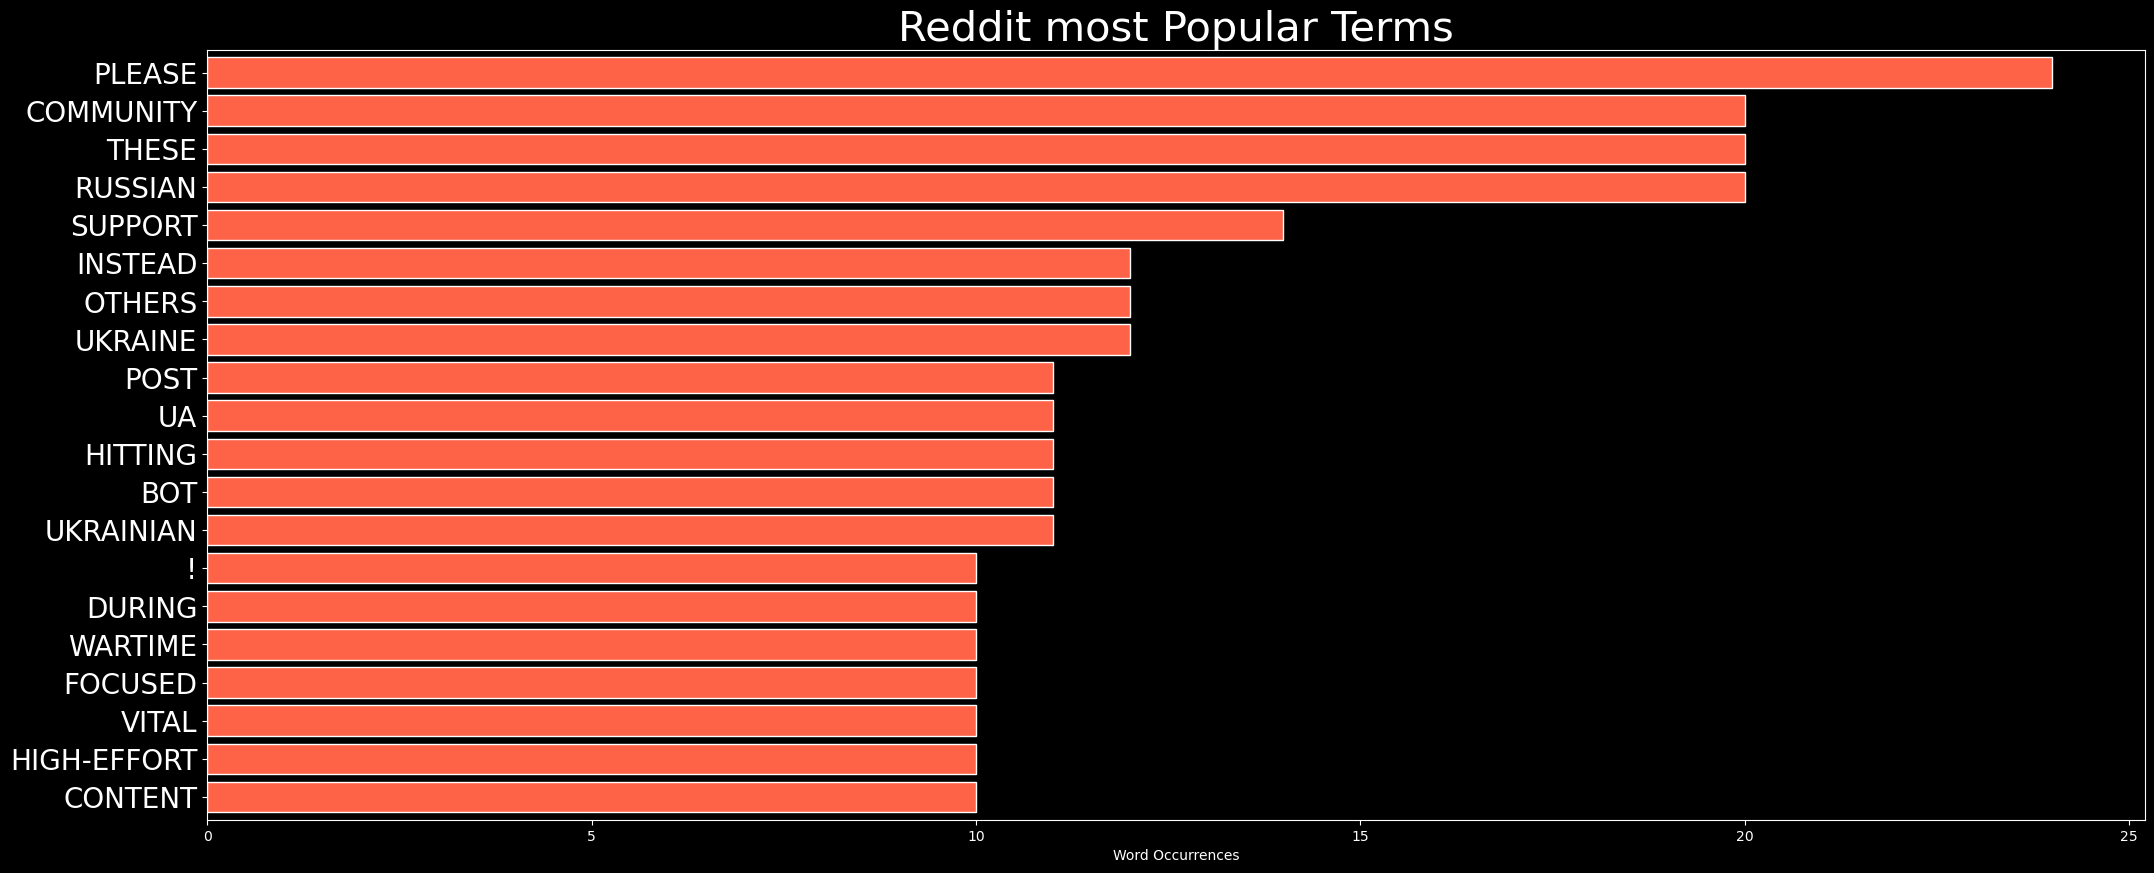 Reddit most Popular Terms
PLEASE
COMMUNITY
THESE
RUSSIAN
SUPPORT
INSTEAD
OTHERS
UKRAINE
POST
UA
HITTING
BOT
UKRAINIAN
!
DURING
WARTIME
FOCUSED
VITAL
HIGH-EFFORT
CONTENT
0 5 10 15 20 25
Word Occurrences